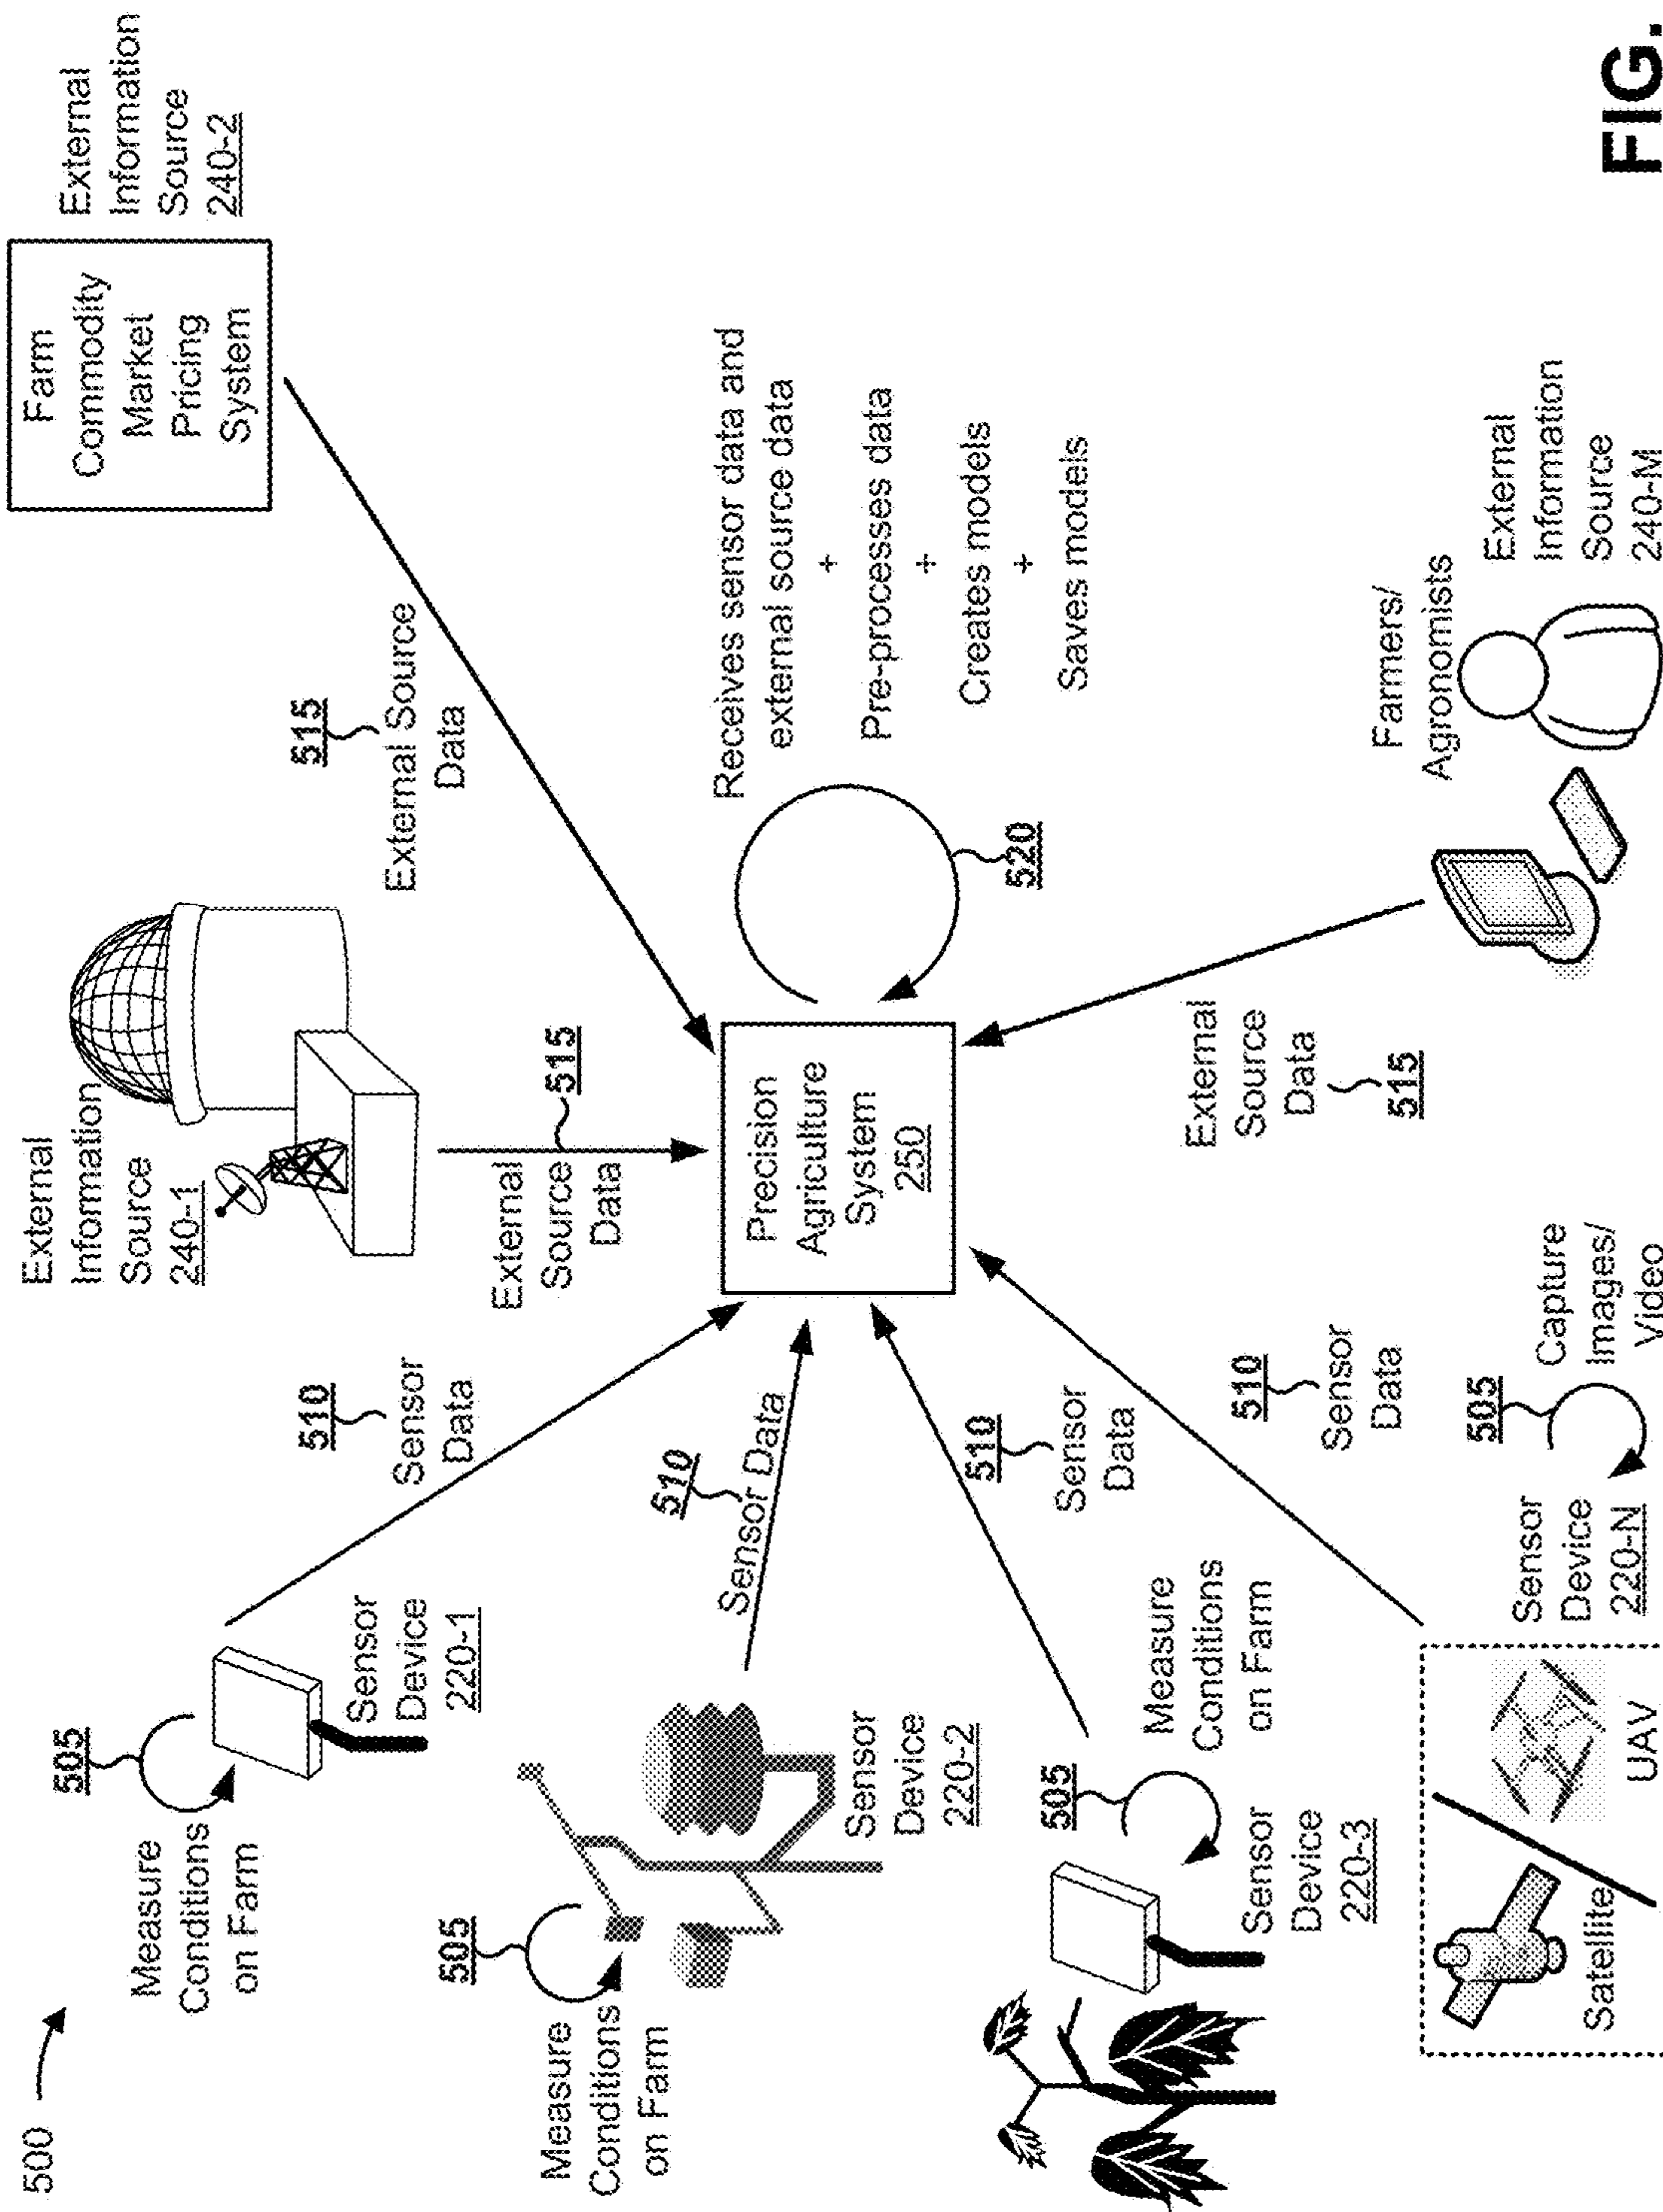 500
505
Measure
Conditions
on Farm
Sensor
Device
220-1
505
Measure
Conditions
on Farm
Sensor
Device
220-2
505
Measure
Conditions
on Farm
Sensor
Device
220-3
Satellite
UAV
Sensor
Device
220-N
505
Capture
Images/
Video
510
Sensor
Data
510
Sensor Data
510
Sensor
Data
510
Sensor
Data
External
Information
Source
240-1
External
Source
Data
515
Farm
Commodity
Market
Pricing
System
External
Information
Source
240-2
515
External Source
Data
Precision
Agriculture
System
250
520
Receives sensor data and
external source data
+
Pre-processes data
+
Creates models
+
Saves models
External
Source
Data
515
Farmers/
Agronomists
External
Information
Source
240-M
FIG.